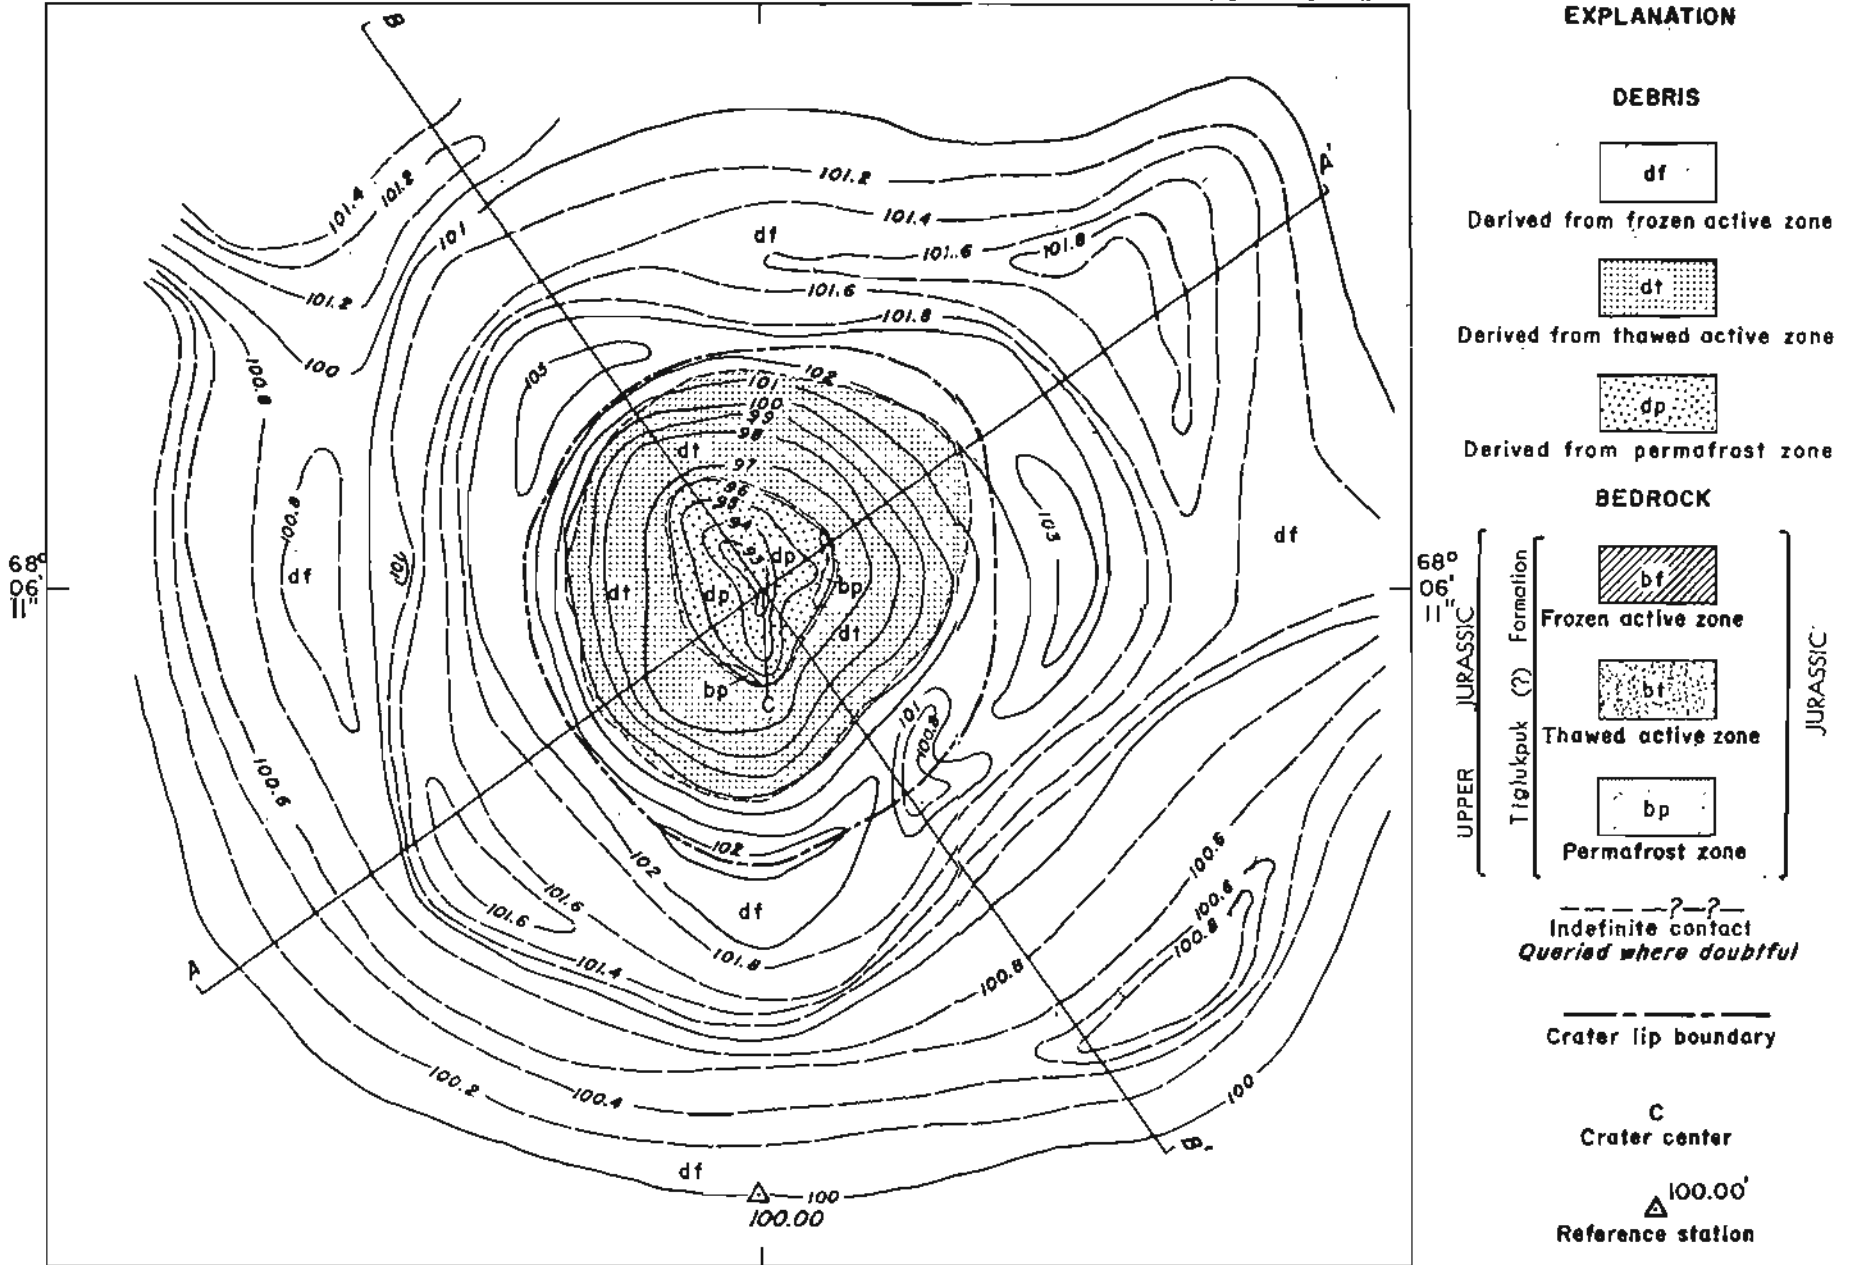 B
A'
101.4
101.2
101.2
101
101.2
101.4
df
101.6
101.8
101.6
101.8
100
100.8
103
102
101
100
99
98
dt
97
96
95
94
93
dp
dp
bp
dt
dt
bp
C
100.8
df
101
103
df
68°
06'
11"
68°
06'
11"
101
100.8
102
102
df
100.6
101.6
101.6
101.8
101.4
100.8
100.6
100.6
100.8
A
100.2
100.4
100
B'
df
100
100.00
EXPLANATION
DEBRIS
df
Derived from frozen active zone
dt
Derived from thawed active zone
dp
Derived from permafrost zone
BEDROCK
bf
Frozen active zone
bt
Thawed active zone
bp
Permafrost zone
UPPER JURASSIC
Tiglukpuk (?) Formation
JURASSIC
?—?
Indefinite contact
Queried where doubtful
Crater lip boundary
C
Crater center
100.00'
Reference station